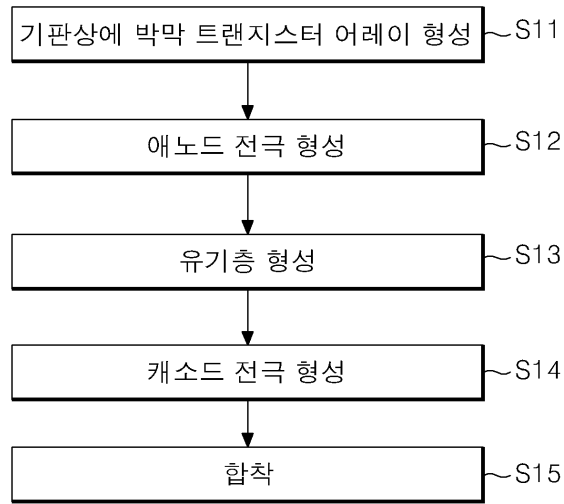 기판상에 박막 트랜지스터 어레이 형성 S11
애노드 전극 형성 S12
유기층 형성 S13
캐소드 전극 형성 S14
합착 S15